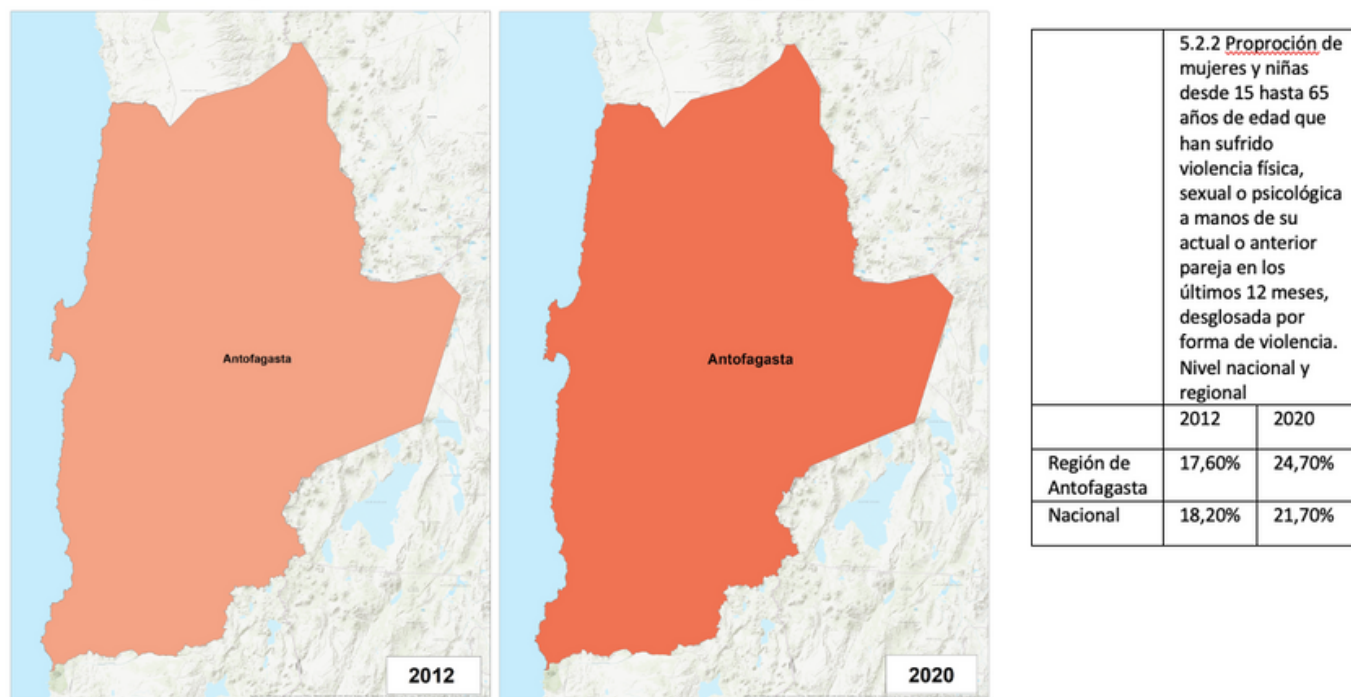 Antofagasta
2012
Antofagasta
2020
5.2.2 Proproción de
mujeres y niñas
desde 15 hasta 65
años de edad que
han sufrido
violencia física,
sexual o psicológica
a manos de su
actual o anterior
pareja en los
últimos 12 meses,
desglosada por
forma de violencia.
Nivel nacional y
regional
2012 2020
Región de
Antofagasta 17,60% 24,70%
Nacional 18,20% 21,70%